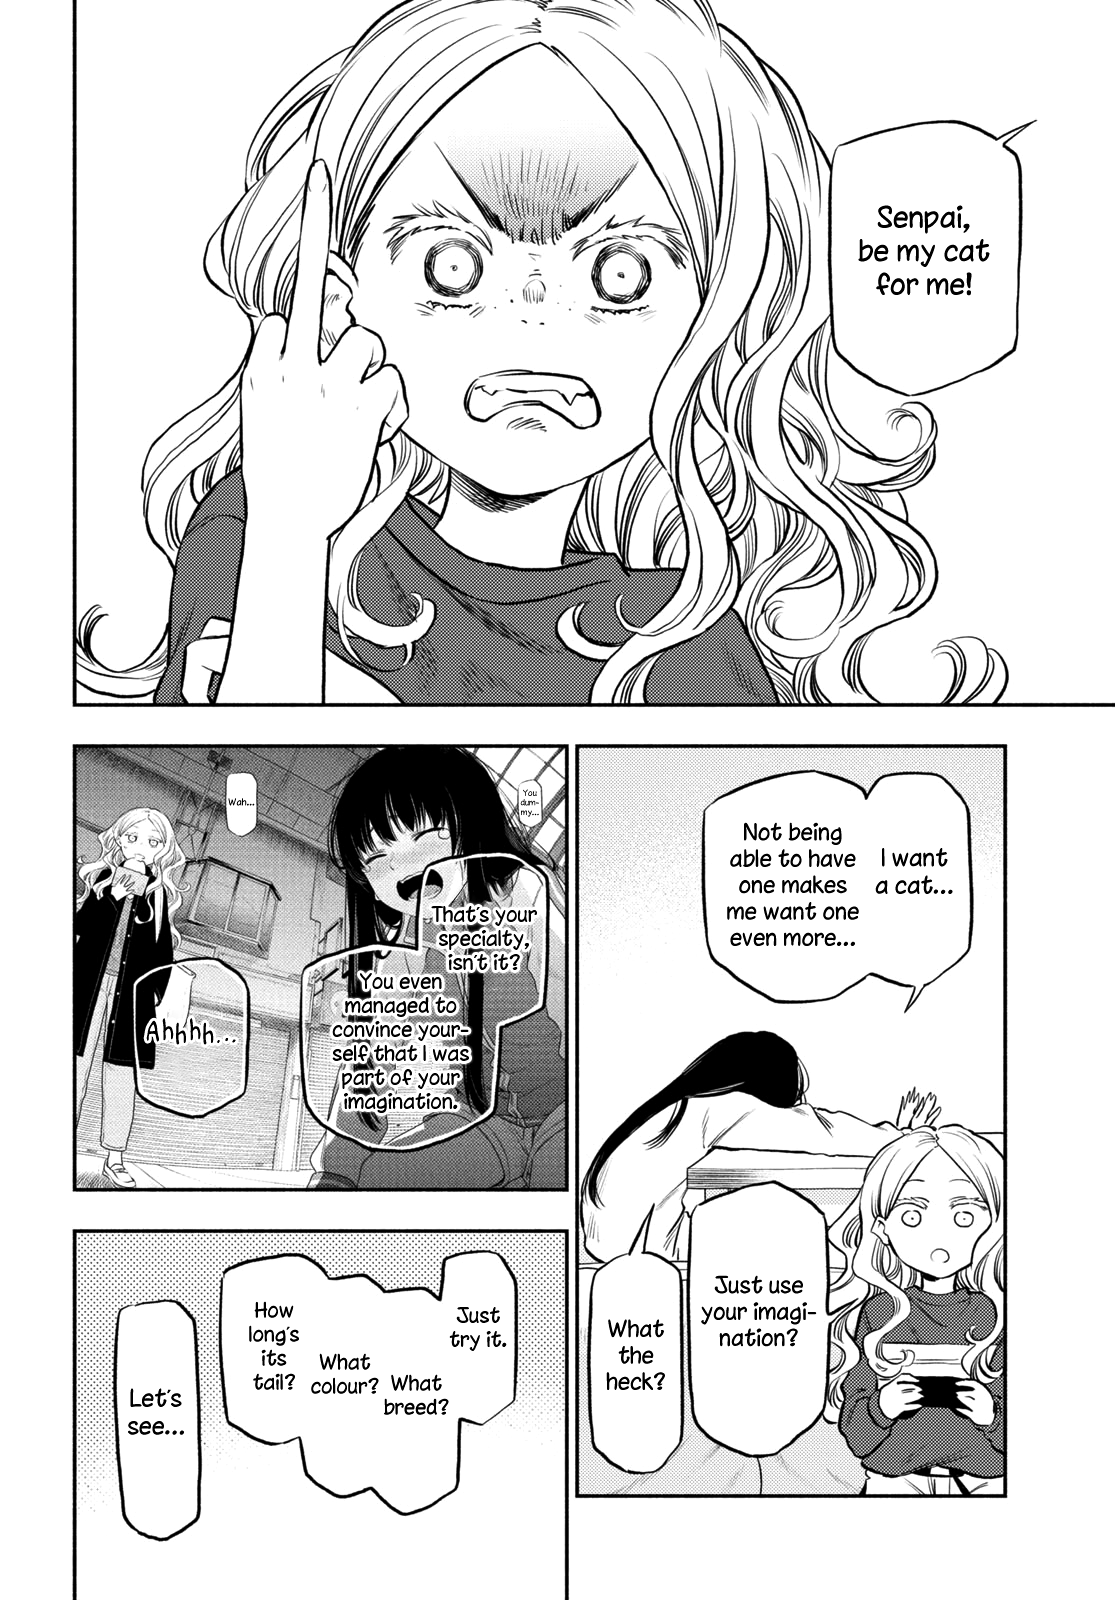 Senpai,
be my cat
for me!
I want
a cat...
Not being
able to have
one makes
me want one
even more...
Just use
your imagi-
nation?
What
the
heck?
You
dum-
my...
Wah...
That's your
specialty,
isn't it?
You even
managed to
convince your-
self that I was
part of your
imagination.
Ahhhh...
Just
try it.
What
breed?
What
colour?
How
long's
its
tail?
Let's
see...